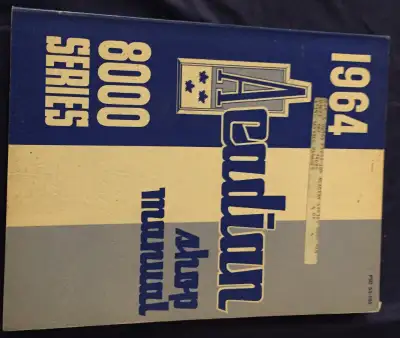 1964
Acadian
8000
SERIES
shop
manual